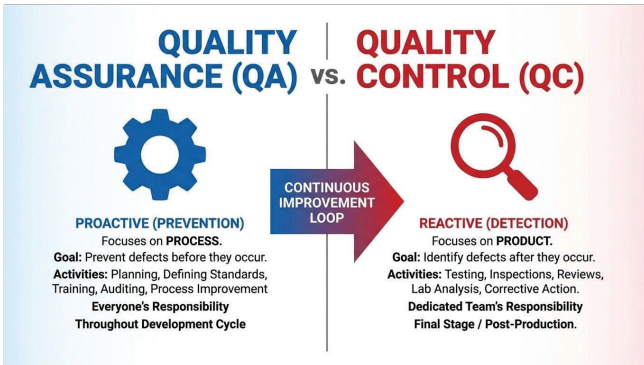 QUALITY
ASSURANCE (QA)
vs.
QUALITY
CONTROL (QC)
PROACTIVE (PREVENTION)
Focuses on PROCESS.
Goal: Prevent defects before they occur.
Activities: Planning, Defining Standards,
Training, Auditing, Process Improvement
Everyone's Responsibility
Throughout Development Cycle
CONTINUOUS
IMPROVEMENT
LOOP
REACTIVE (DETECTION)
Focuses on PRODUCT.
Goal: Identify defects after they occur.
Activities: Testing, Inspections, Reviews,
Lab Analysis, Corrective Action.
Dedicated Team's Responsibility
Final Stage / Post-Production.